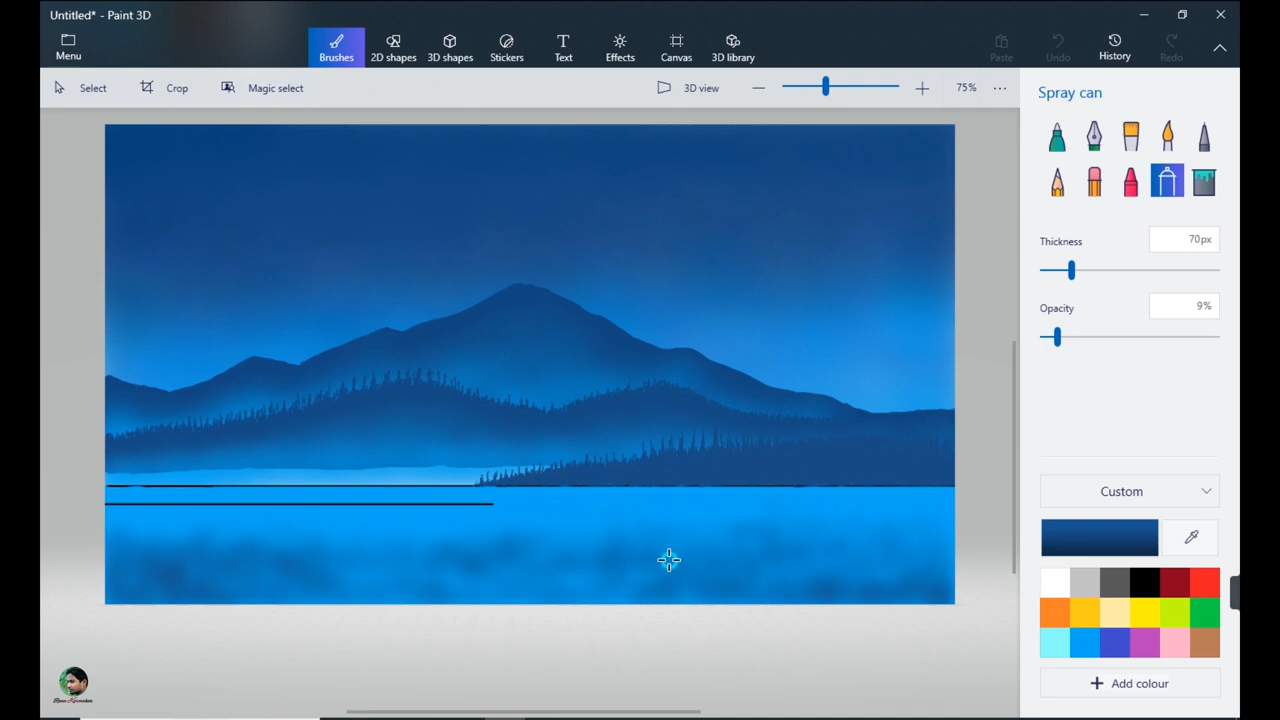 Untitled* - Paint 3D
Menu
Brushes
2D shapes
3D shapes
Stickers
Text
Effects
Canvas
3D library
Paste
Undo
History
Redo
Select
Crop
Magic select
3D view
75%
Spray can
Thickness
70px
Opacity
9%
Custom
Add colour